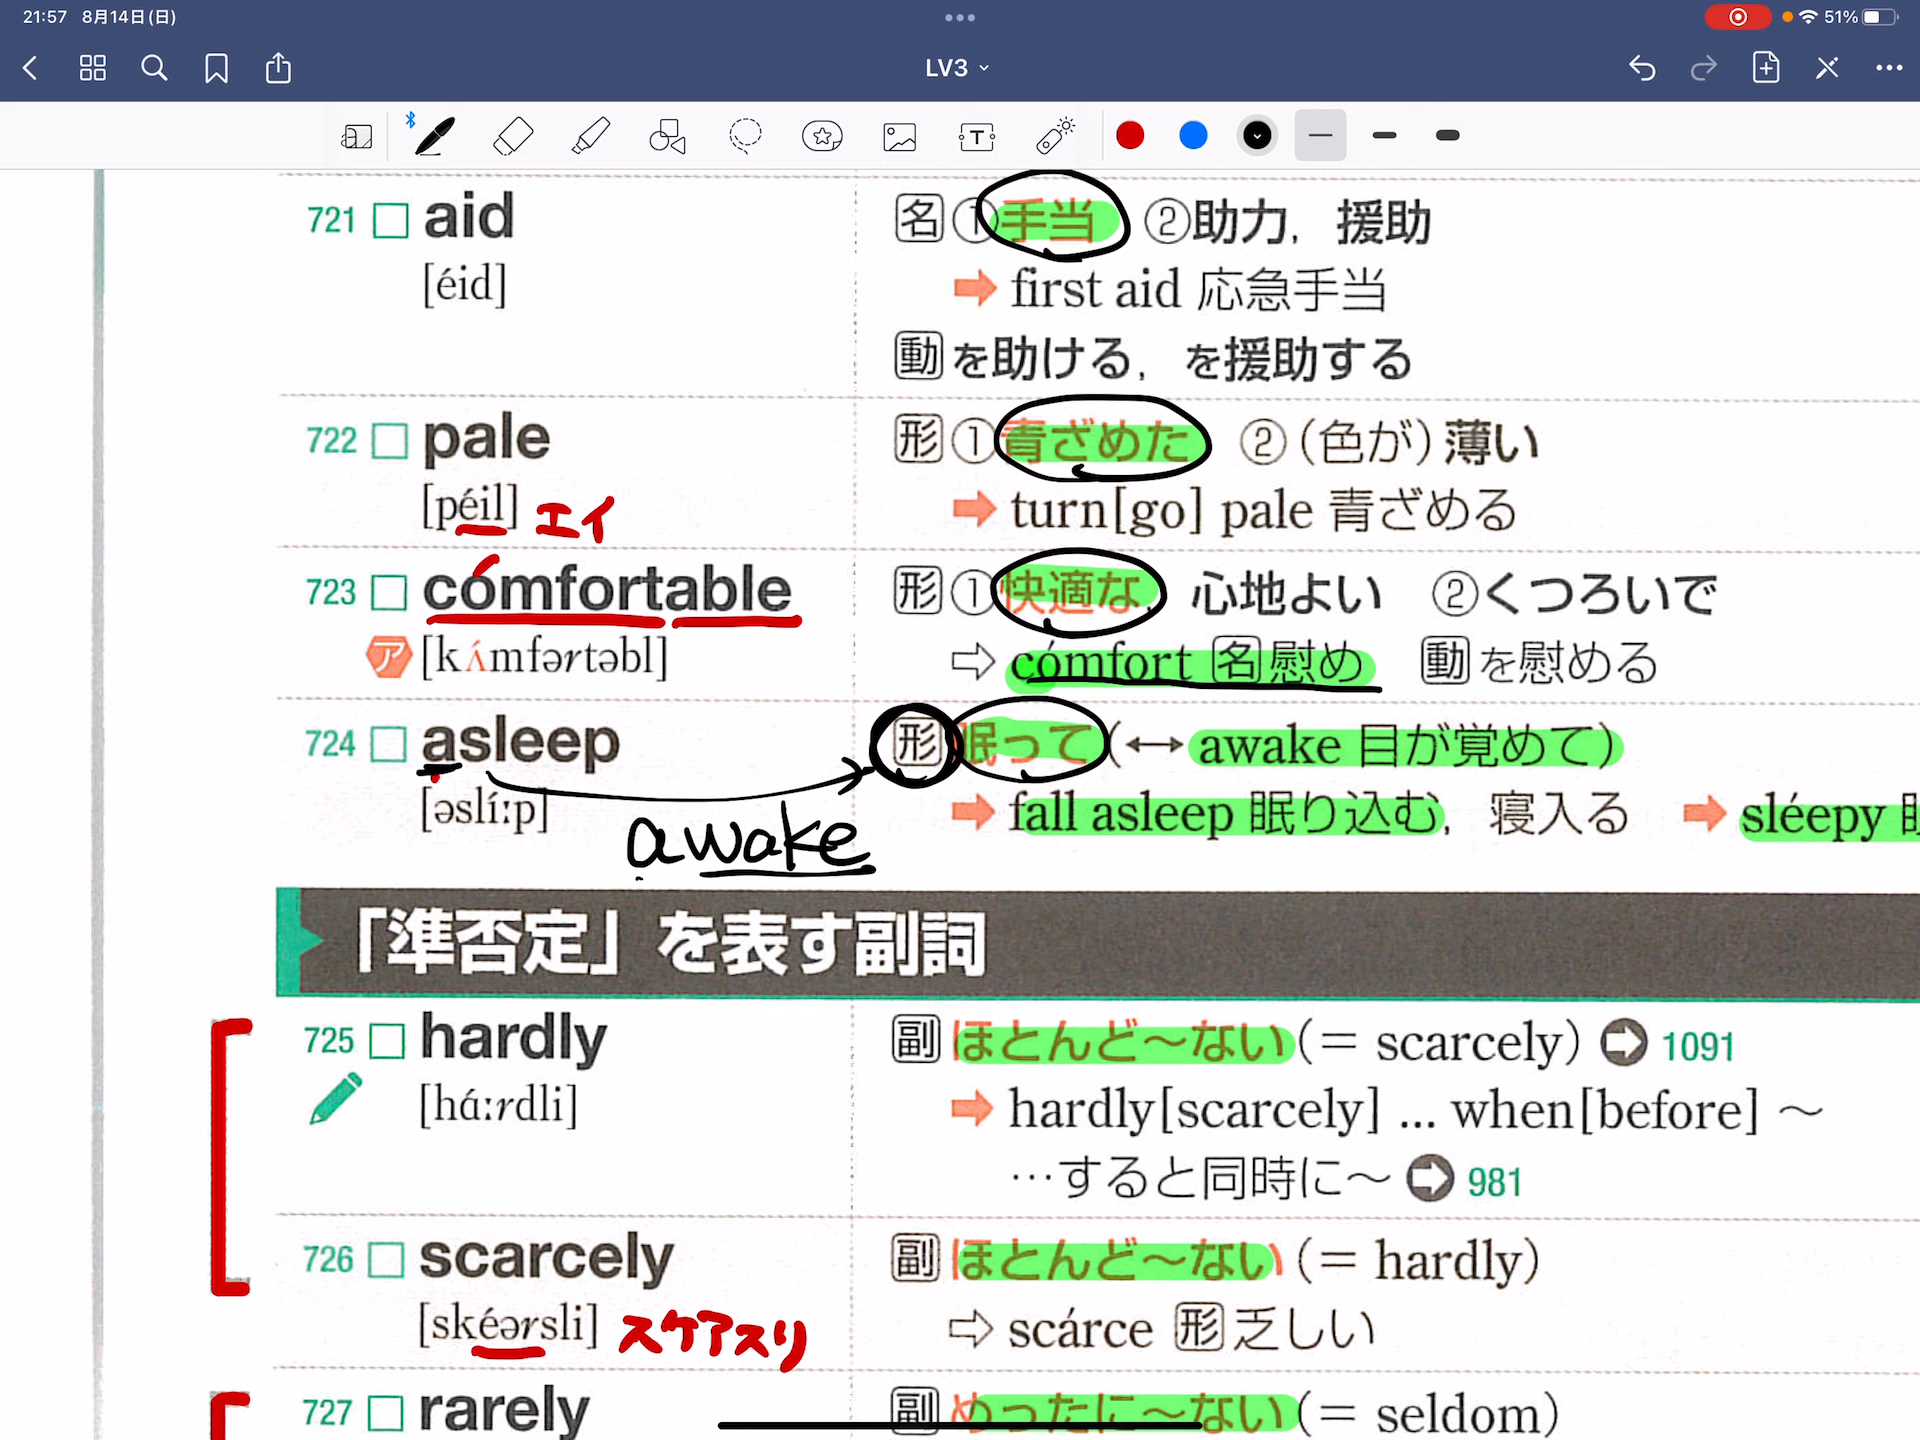 21:57 8月14日(日)
51%
LV3
721 aid 名 ①手当 ②助力, 援助
[éid] first aid 応急手当
動 を助ける, を援助する
722 pale 形 ①青ざめた ②(色が)薄い
[péil] エイ turn[go] pale 青ざめる
723 comfortable 形 ①快適な, 心地よい ②くつろいで
ア [kʌ́mfərtəbl] ⇨ cómfort 名 慰め 動 を慰める
724 asleep 形 眠って(↔ awake 目が覚めて)
[əslíːp] awake fall asleep 眠り込む, 寝入る sléepy
「準否定」を表す副詞
725 hardly 副 ほとんど〜ない(= scarcely) 1091
[háːrdli] hardly[scarcely] ... when[before] 〜
…すると同時に〜 981
726 scarcely 副 ほとんど〜ない(= hardly)
[skéərsli] スケアスリ ⇨ scárce 形 乏しい
727 rarely 副 めったに〜ない(= seldom)